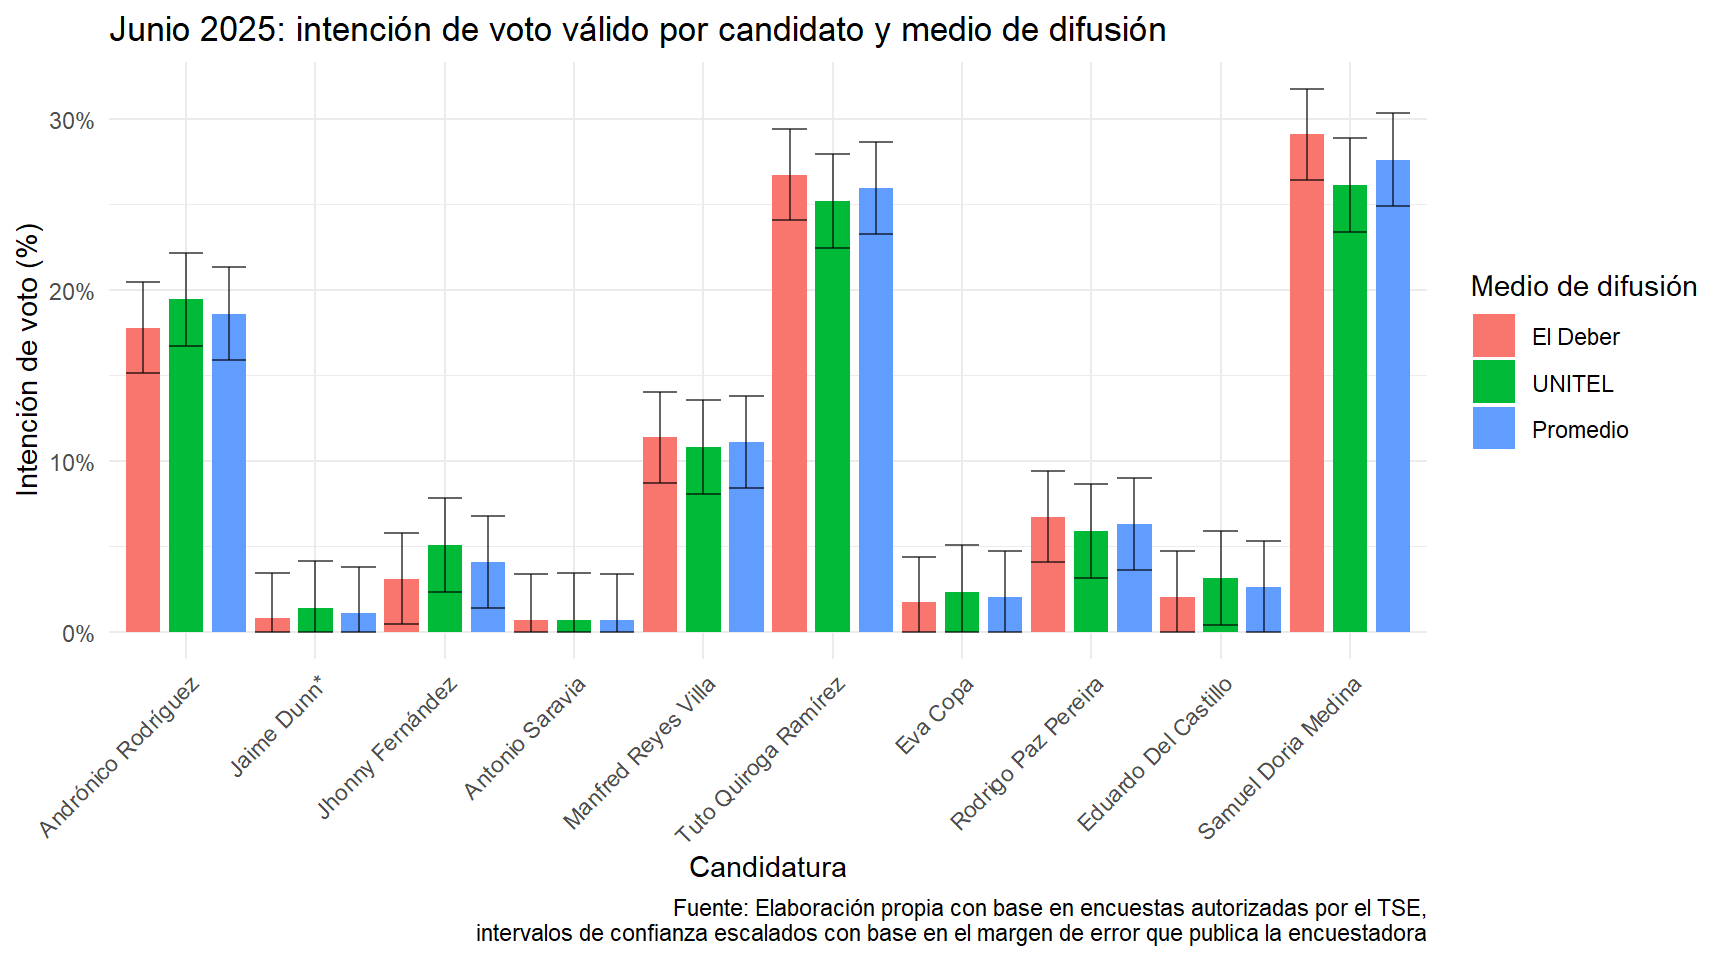 Junio 2025: intención de voto válido por candidato y medio de difusión
Intención de voto (%)
30%
20%
10%
0%
Andrónico Rodríguez
Jaime Dunn*
Jhonny Fernández
Antonio Saravia
Manfred Reyes Villa
Tuto Quiroga Ramírez
Eva Copa
Rodrigo Paz Pereira
Eduardo Del Castillo
Samuel Doria Medina
Candidatura
Medio de difusión
El Deber
UNITEL
Promedio
Fuente: Elaboración propia con base en encuestas autorizadas por el TSE,
intervalos de confianza escalados con base en el margen de error que publica la encuestadora